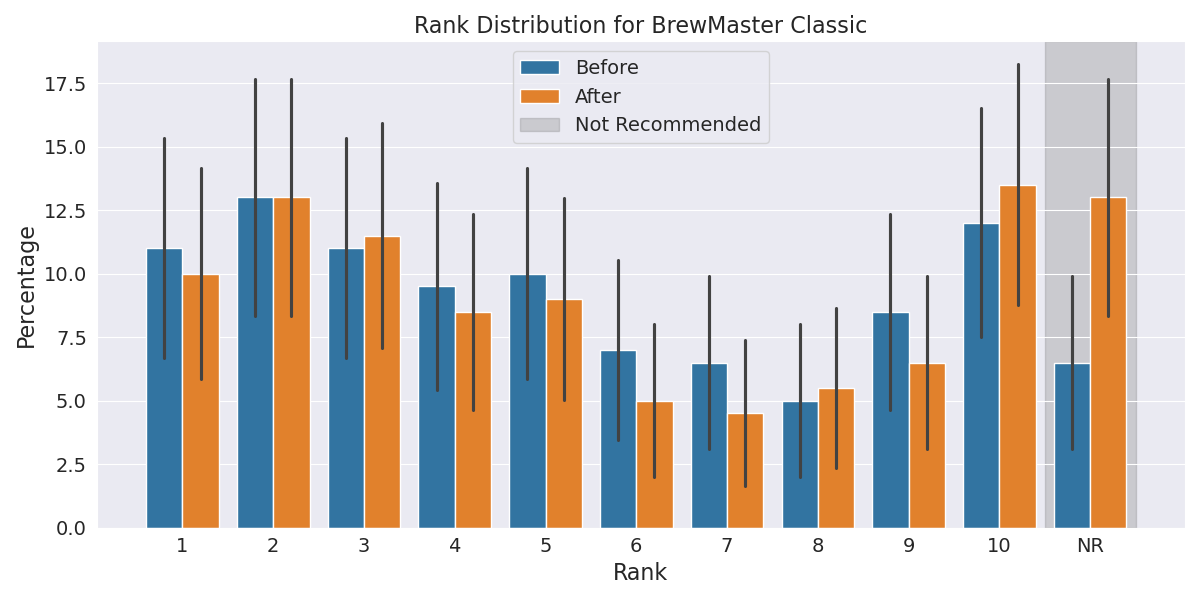 Rank Distribution for BrewMaster Classic
Before
After
Not Recommended
Percentage
17.5
15.0
12.5
10.0
7.5
5.0
2.5
0.0
1 2 3 4 5 6 7 8 9 10 NR
Rank